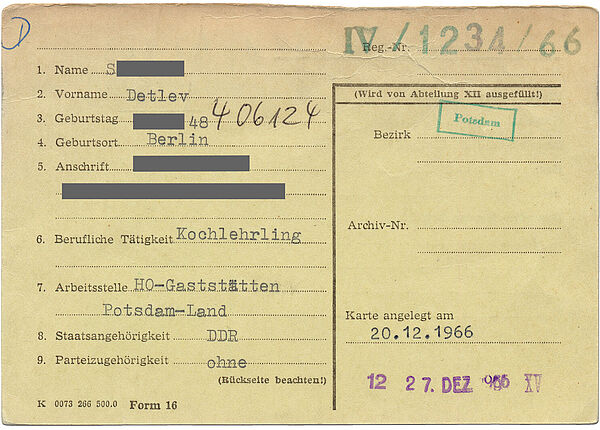 IV/1234/66
Reg.-Nr.
1. Name S
2. Vorname Detlev
3. Geburtstag 48 406124
4. Geburtsort Berlin
5. Anschrift
6. Berufliche Tätigkeit Kochlehrling
7. Arbeitsstelle HO-Gaststätten
Potsdam-Land
8. Staatsangehörigkeit DDR
9. Parteizugehörigkeit ohne
(Rückseite beachten!)
K 0073 266 500.0 Form 16
(Wird von Abteilung XII ausgefüllt!)
Bezirk Potsdam
Archiv-Nr.
Karte angelegt am
20.12.1966
12 27. DEZ 1966 XV